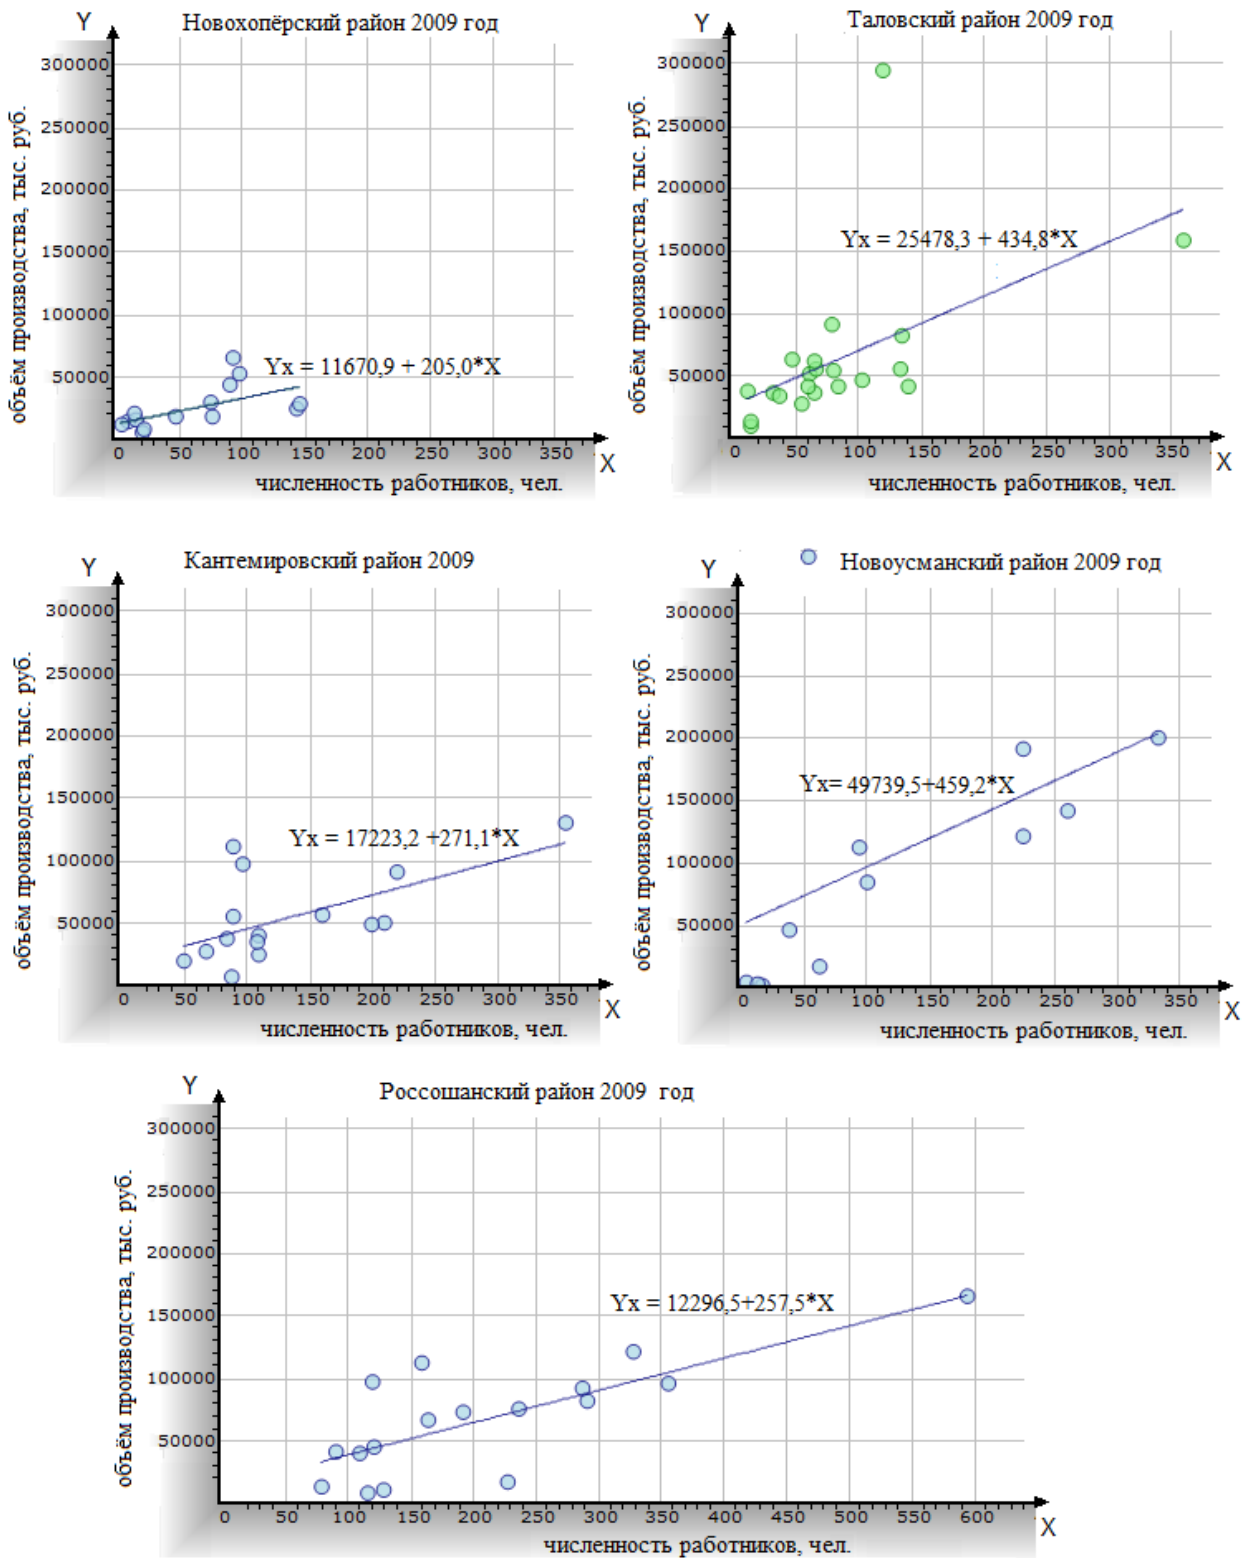 Y Новохопёрский район 2009 год
300000
250000
200000
150000
100000
50000
объём производства, тыс. руб.
Yx = 11670,9 + 205,0*X
0 50 100 150 200 250 300 350 X
численность работников, чел.
Y Таловский район 2009 год
300000
250000
200000
150000
100000
50000
объём производства, тыс. руб.
Yx = 25478,3 + 434,8*X
0 50 100 150 200 250 300 350 X
численность работников, чел.
Y Кантемировский район 2009
300000
250000
200000
150000
100000
50000
объём производства, тыс. руб.
Yx = 17223,2 +271,1*X
0 50 100 150 200 250 300 350 X
численность работников, чел.
Y Новоусманский район 2009 год
300000
250000
200000
150000
100000
50000
объём производства, тыс. руб.
Yx= 49739,5+459,2*X
0 50 100 150 200 250 300 350 X
численность работников, чел.
Y Россошанский район 2009 год
300000
250000
200000
150000
100000
50000
объём производства, тыс. руб.
Yx = 12296,5+257,5*X
0 50 100 150 200 250 300 350 400 450 500 550 600 X
численность работников, чел.